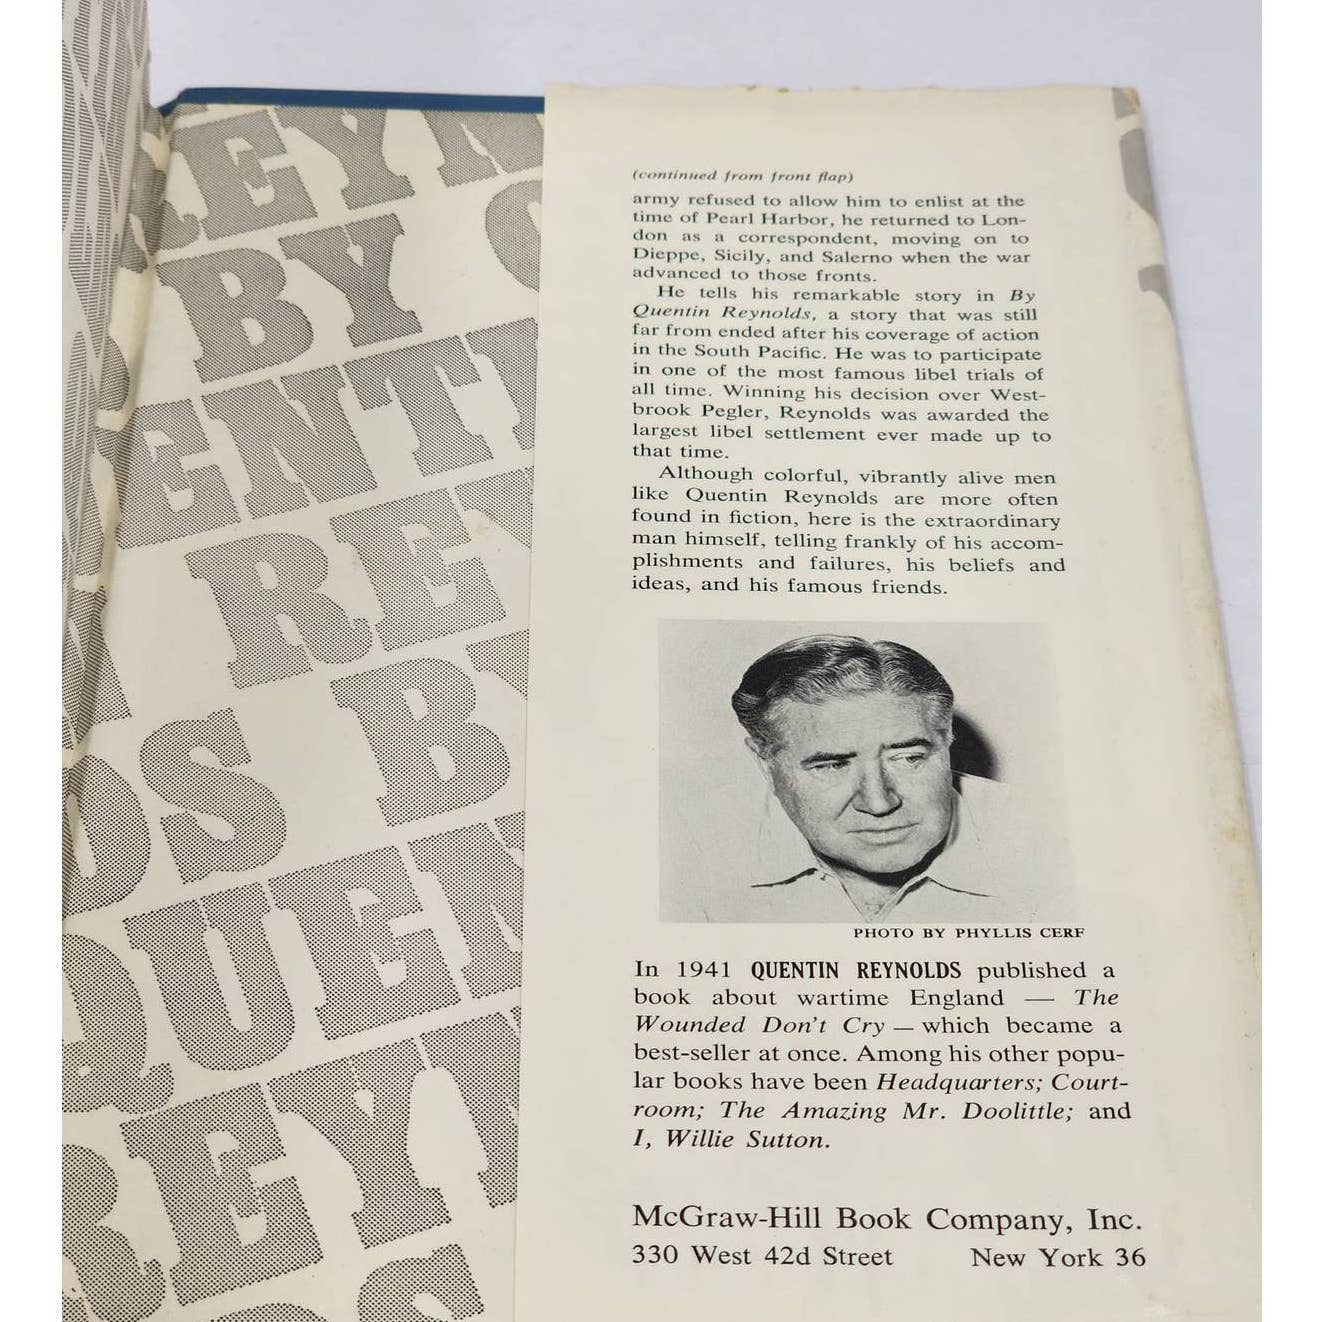 REYN
BY Q
ENTI
REY
DS BY
QUEN
REYN
DS
(continued from front flap)
army refused to allow him to enlist at the
time of Pearl Harbor, he returned to Lon-
don as a correspondent, moving on to
Dieppe, Sicily, and Salerno when the war
advanced to those fronts.
He tells his remarkable story in By
Quentin Reynolds, a story that was still
far from ended after his coverage of action
in the South Pacific. He was to participate
in one of the most famous libel trials of
all time. Winning his decision over West-
brook Pegler, Reynolds was awarded the
largest libel settlement ever made up to
that time.
Although colorful, vibrantly alive men
like Quentin Reynolds are more often
found in fiction, here is the extraordinary
man himself, telling frankly of his accom-
plishments and failures, his beliefs and
ideas, and his famous friends.
PHOTO BY PHYLLIS CERF
In 1941 QUENTIN REYNOLDS published a
book about wartime England — The
Wounded Don't Cry — which became a
best-seller at once. Among his other popu-
lar books have been Headquarters; Court-
room; The Amazing Mr. Doolittle; and
I, Willie Sutton.
McGraw-Hill Book Company, Inc.
330 West 42d Street New York 36